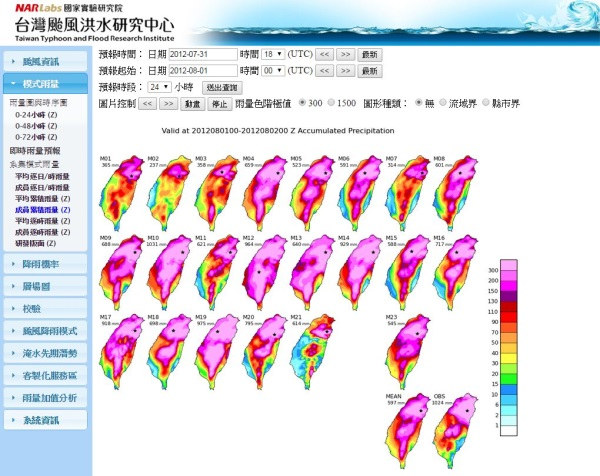 NARLabs 國家實驗研究院
台灣颱風洪水研究中心
Taiwan Typhoon and Flood Research Institute
颱風資訊
模式雨量
雨量圖與時序圖
0-24小時 (Z)
0-48小時 (Z)
0-72小時 (Z)
即時雨量預報
系集模式雨量
平均逐日/時雨量
成員逐日/時雨量
平均累積雨量 (Z)
成員累積雨量 (Z)
平均逐時雨量 (Z)
成員逐時雨量 (Z)
研發版面 (Z)
降雨機率
層場圖
校驗
颱風降雨模式
淹水先期潛勢
客製化服務區
雨量加值分析
系統資訊
預報時間： 日期 2012-07-31 時間 18 (UTC) << >> 最新
預報起始： 日期 2012-08-01 時間 00 (UTC) << >> 最新
預報時段： 24 小時 送出查詢
圖片控制 << >> 動畫 停止 雨量色階極值 300 1500 圖形種類： 無 流域界 縣市界
Valid at 2012080100-2012080200 Z Accumulated Precipitation
M01 M02 M03 M04 M05 M06 M07 M08
365 mm 237 mm 358 mm 659 mm 523 mm 591 mm 314 mm 601 mm
M09 M10 M11 M12 M13 M14 M15 M16
688 mm 1031 mm 621 mm 964 mm 640 mm 929 mm 588 mm 717 mm
M17 M18 M19 M20 M21 M23
918 mm 698 mm 975 mm 795 mm 614 mm 545 mm
MEAN OBS
597 mm 1024 mm
300
200
150
130
110
90
70
50
40
30
20
15
10
6
2
1